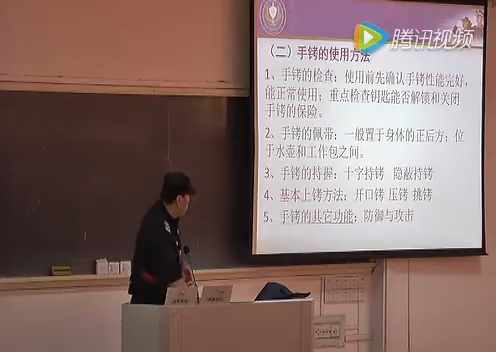 腾讯视频
（二）手铐的使用方法
1、手铐的检查：使用前先确认手铐性能完好，
能正常使用；重点检查钥匙能否解锁和关闭
手铐的保险。
2、手铐的佩带：一般置于身体的正后方；位
于水壶和工作包之间。
3、手铐的持握：十字持铐 隐蔽持铐
4、基本上铐方法：开口铐 压铐 挑铐
5、手铐的其它功能：防御与攻击